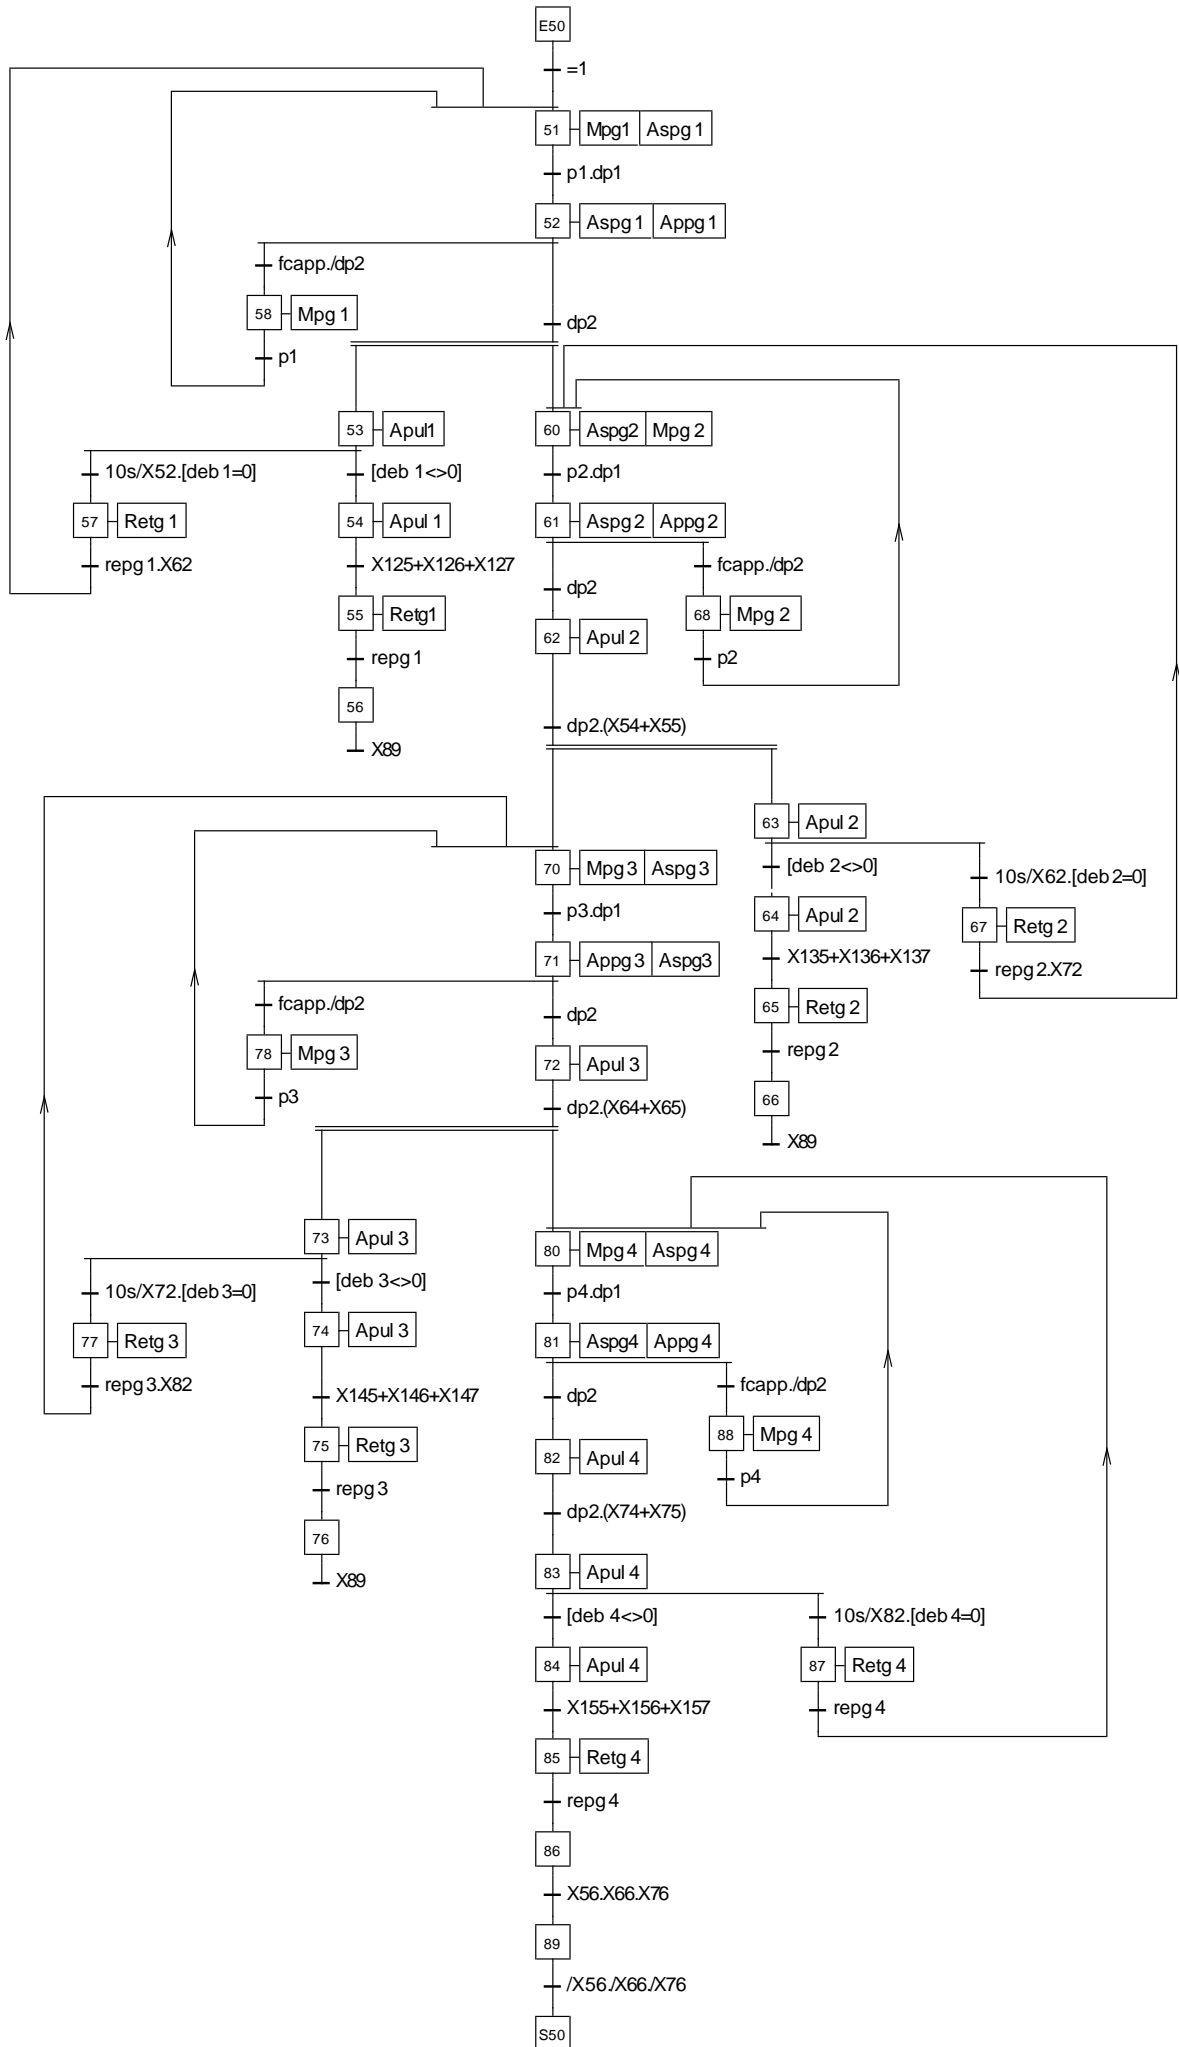 E50
=1
51 Mpg1 Aspg 1
p1.dp1
52 Aspg 1 Appg 1
fcapp./dp2
58 Mpg 1
dp2
p1
53 Apul1
60 Aspg2 Mpg 2
10s/X52.[deb 1=0]
[deb 1<>0]
p2.dp1
57 Retg 1
54 Apul 1
61 Aspg 2 Appg 2
repg 1.X62
X125+X126+X127
fcapp./dp2
dp2
55 Retg1
68 Mpg 2
62 Apul 2
repg 1
p2
56
dp2.(X54+X55)
X89
63 Apul 2
70 Mpg 3 Aspg 3
[deb 2<>0]
10s/X62.[deb 2=0]
p3.dp1
64 Apul 2
67 Retg 2
71 Appg 3 Aspg3
X135+X136+X137
repg 2.X72
fcapp./dp2
dp2
65 Retg 2
78 Mpg 3
72 Apul 3
repg 2
p3
66
dp2.(X64+X65)
X89
73 Apul 3
80 Mpg 4 Aspg 4
10s/X72.[deb 3=0]
[deb 3<>0]
p4.dp1
77 Retg 3
74 Apul 3
81 Aspg4 Appg 4
repg 3.X82
X145+X146+X147
dp2
fcapp./dp2
88 Mpg 4
75 Retg 3
82 Apul 4
p4
repg 3
dp2.(X74+X75)
76
83 Apul 4
X89
[deb 4<>0]
10s/X82.[deb 4=0]
84 Apul 4
87 Retg 4
X155+X156+X157
repg 4
85 Retg 4
repg 4
86
X56.X66.X76
89
/X56./X66./X76
S50